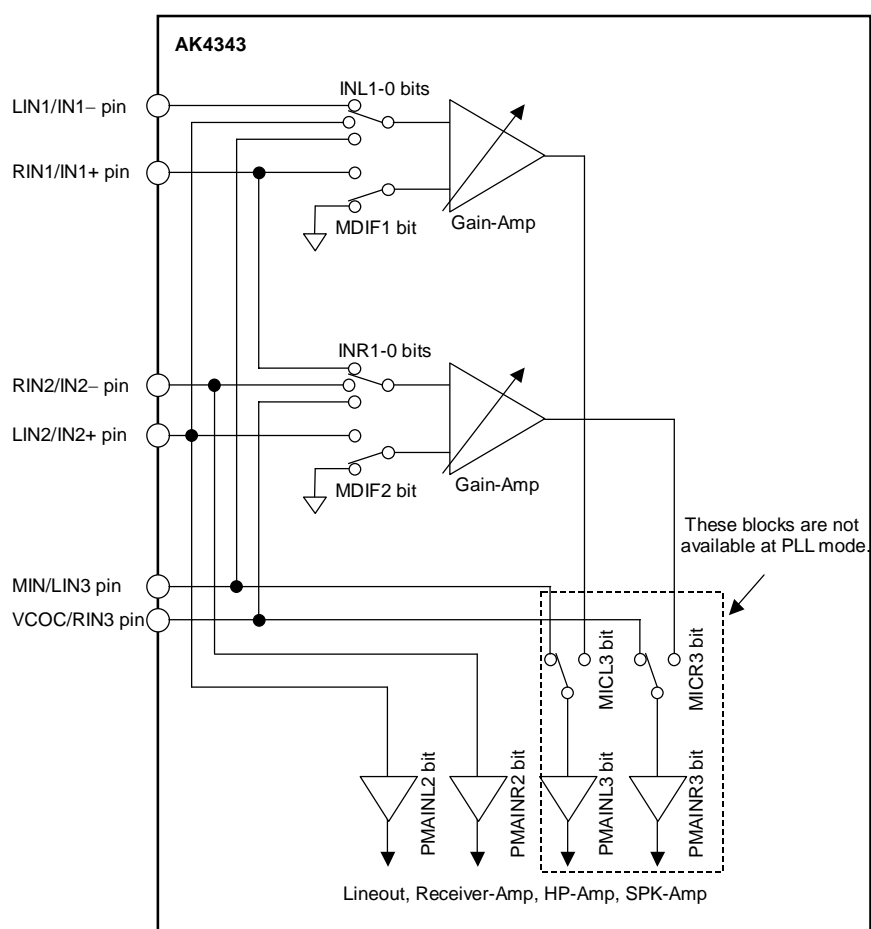 AK4343
INL1-0 bits
LIN1/IN1− pin
RIN1/IN1+ pin
MDIF1 bit
Gain-Amp
INR1-0 bits
RIN2/IN2− pin
LIN2/IN2+ pin
MDIF2 bit
Gain-Amp
These blocks are not
available at PLL mode.
MIN/LIN3 pin
VCOC/RIN3 pin
MICL3 bit
MICR3 bit
PMAINL2 bit
PMAINR2 bit
PMAINL3 bit
PMAINR3 bit
Lineout, Receiver-Amp, HP-Amp, SPK-Amp